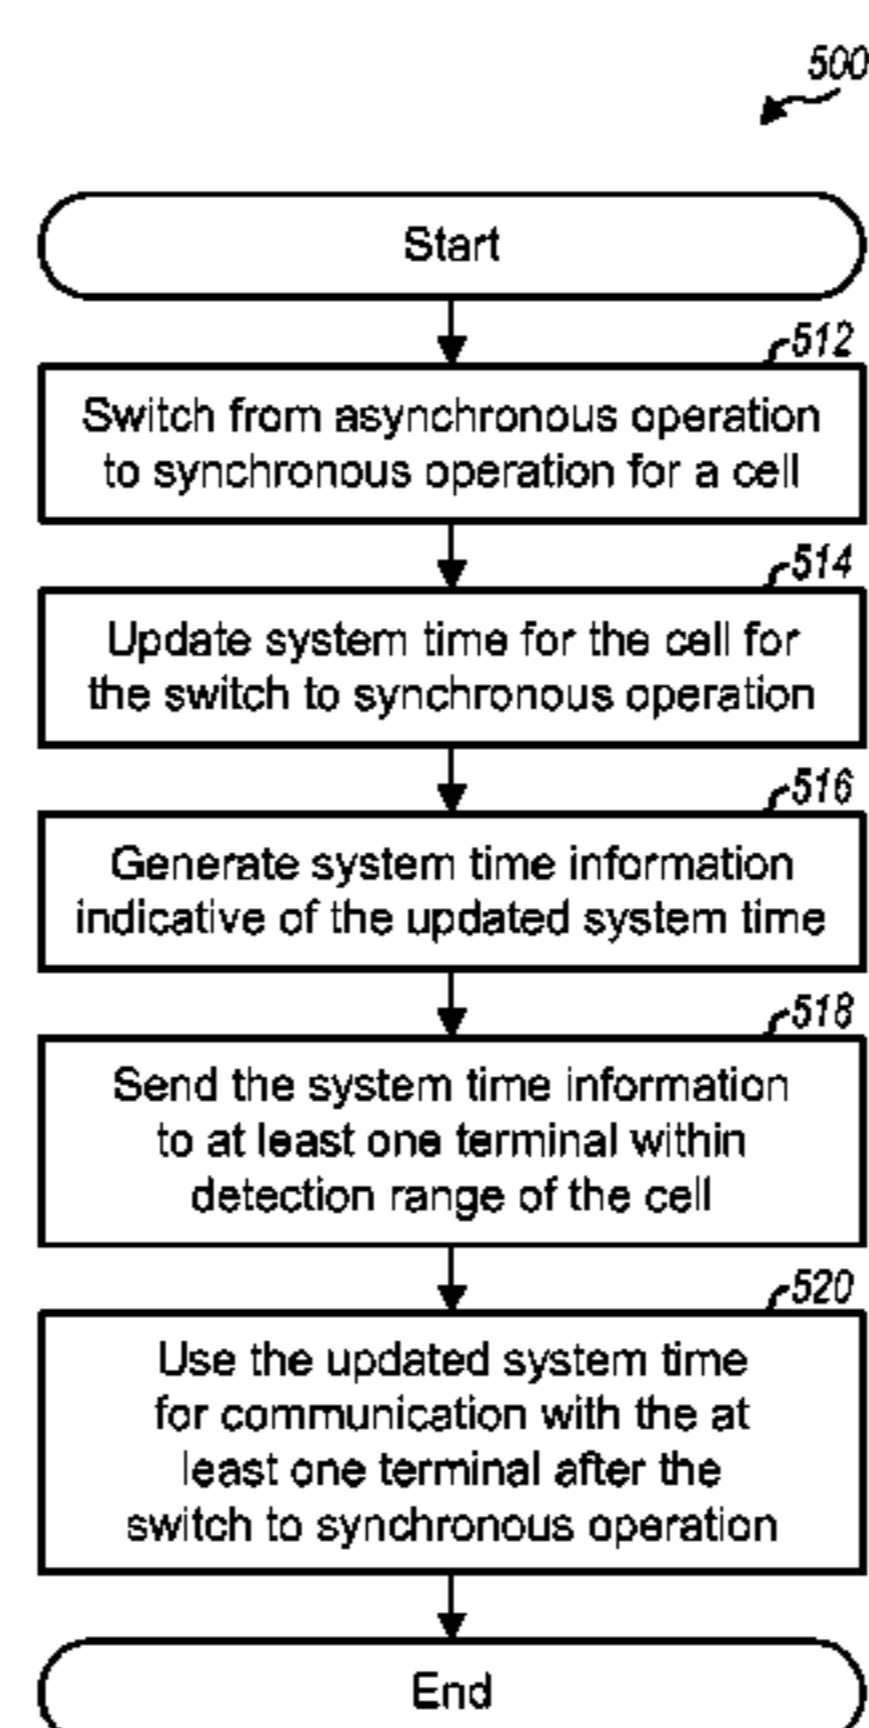 500
Start
512
Switch from asynchronous operation
to synchronous operation for a cell
514
Update system time for the cell for
the switch to synchronous operation
516
Generate system time information
indicative of the updated system time
518
Send the system time information
to at least one terminal within
detection range of the cell
520
Use the updated system time
for communication with the at
least one terminal after the
switch to synchronous operation
End